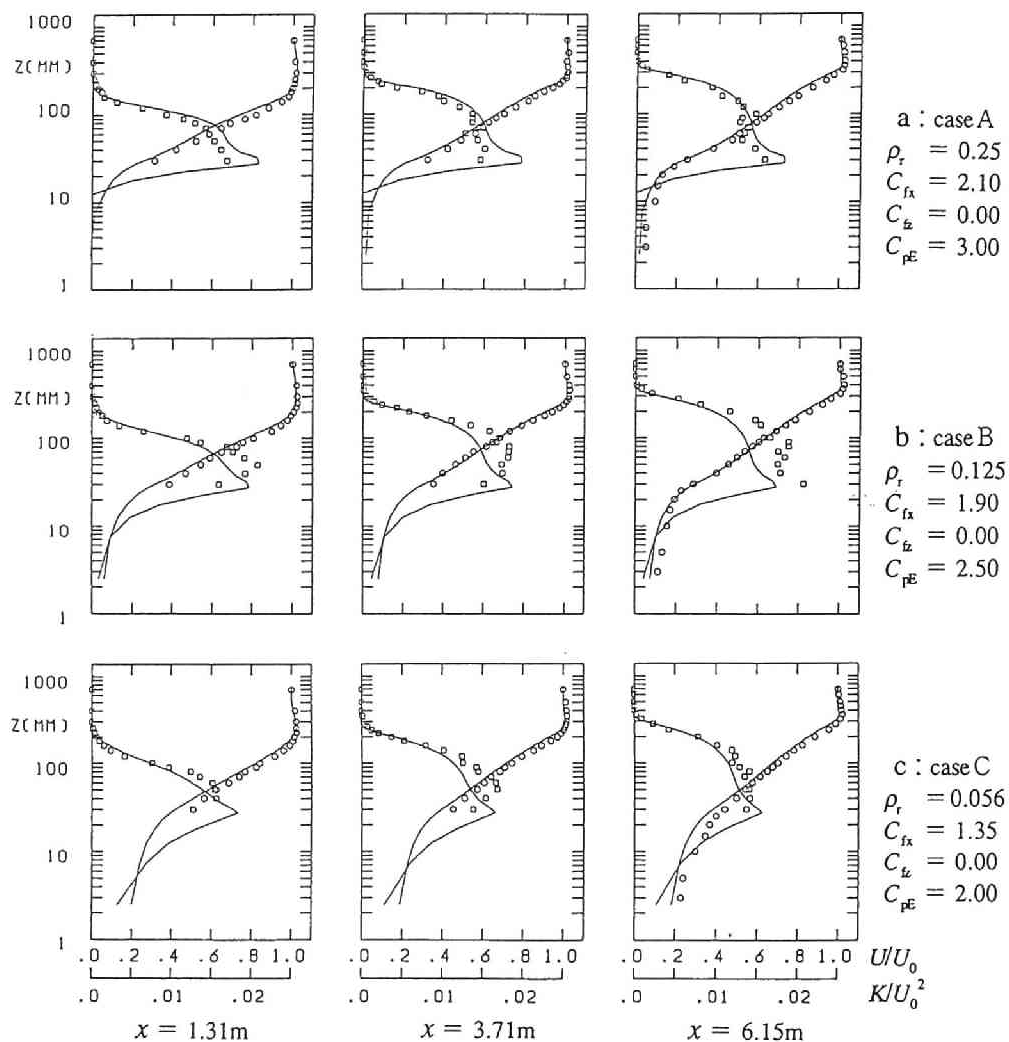 1000
Z(MM)
100
10
1
a : case A
ρr = 0.25
Cfx = 2.10
Cfz = 0.00
CpE = 3.00
1000
Z(MM)
100
10
1
b : case B
ρr = 0.125
Cfx = 1.90
Cfz = 0.00
CpE = 2.50
1000
Z(MM)
100
10
1
c : case C
ρr = 0.056
Cfx = 1.35
Cfz = 0.00
CpE = 2.00
.0 .2 .4 .6 .8 1.0 .0 .2 .4 .6 .8 1.0 .0 .2 .4 .6 .8 1.0 U/U0
.0 .01 .02 .0 .01 .02 .0 .01 .02 K/U0²
x = 1.31m x = 3.71m x = 6.15m